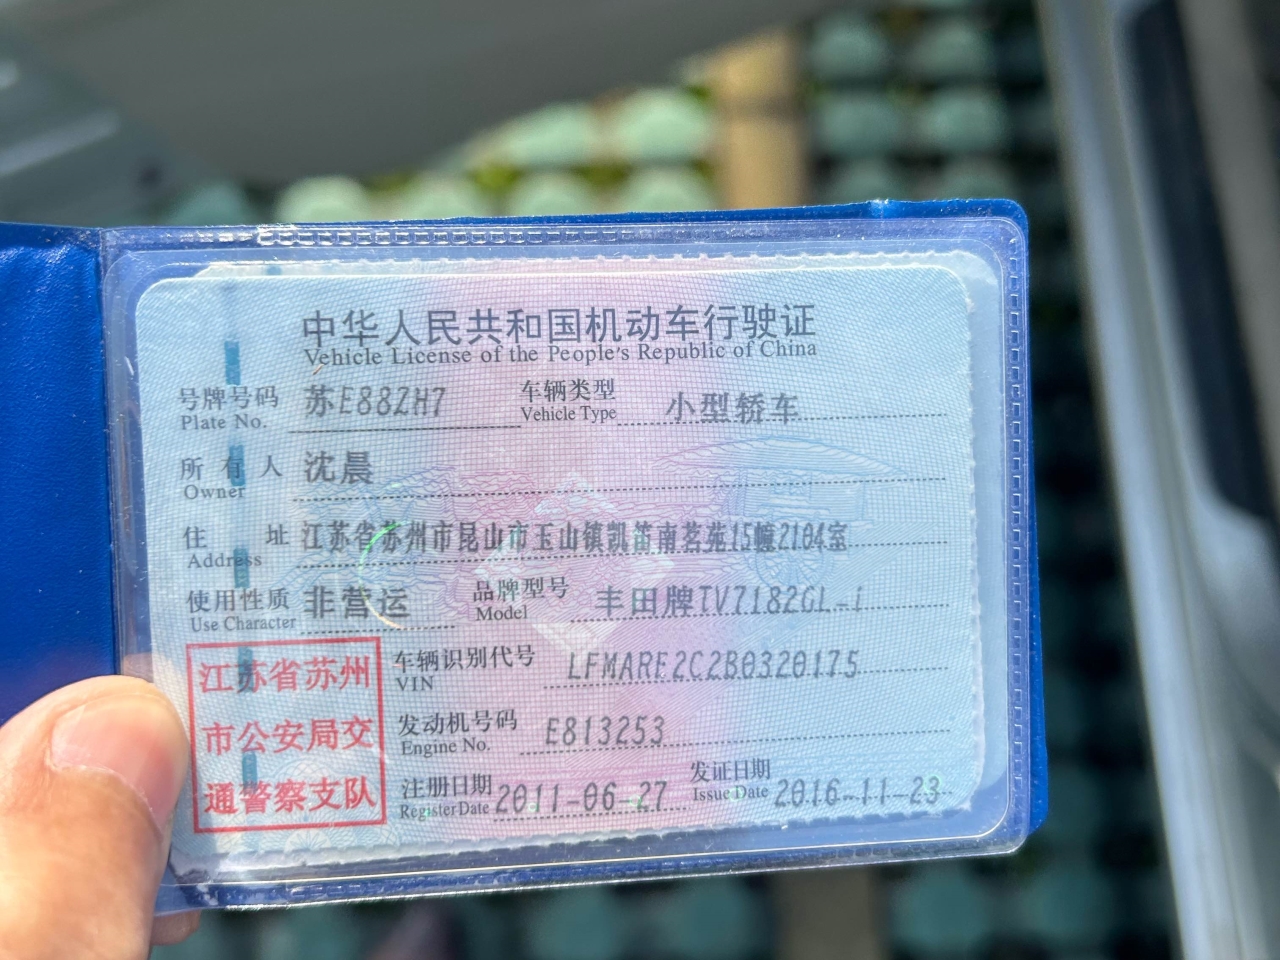 中华人民共和国机动车行驶证
Vehicle License of the People's Republic of China
号牌号码 苏E88ZH7 车辆类型 小型轿车
Plate No. Vehicle Type
所有人 沈晨
Owner
住址 江苏省苏州市昆山市玉山镇凯笛南茗苑15幢2104室
Address
使用性质 非营运 品牌型号 丰田牌TV7182GL-i
Use Character Model
江苏省苏州 车辆识别代号 LFMARE2C2B0320175
VIN
市公安局交 发动机号码 E813253
Engine No.
通警察支队 注册日期 2011-06-27 发证日期 2016-11-23
Register Date Issue Date